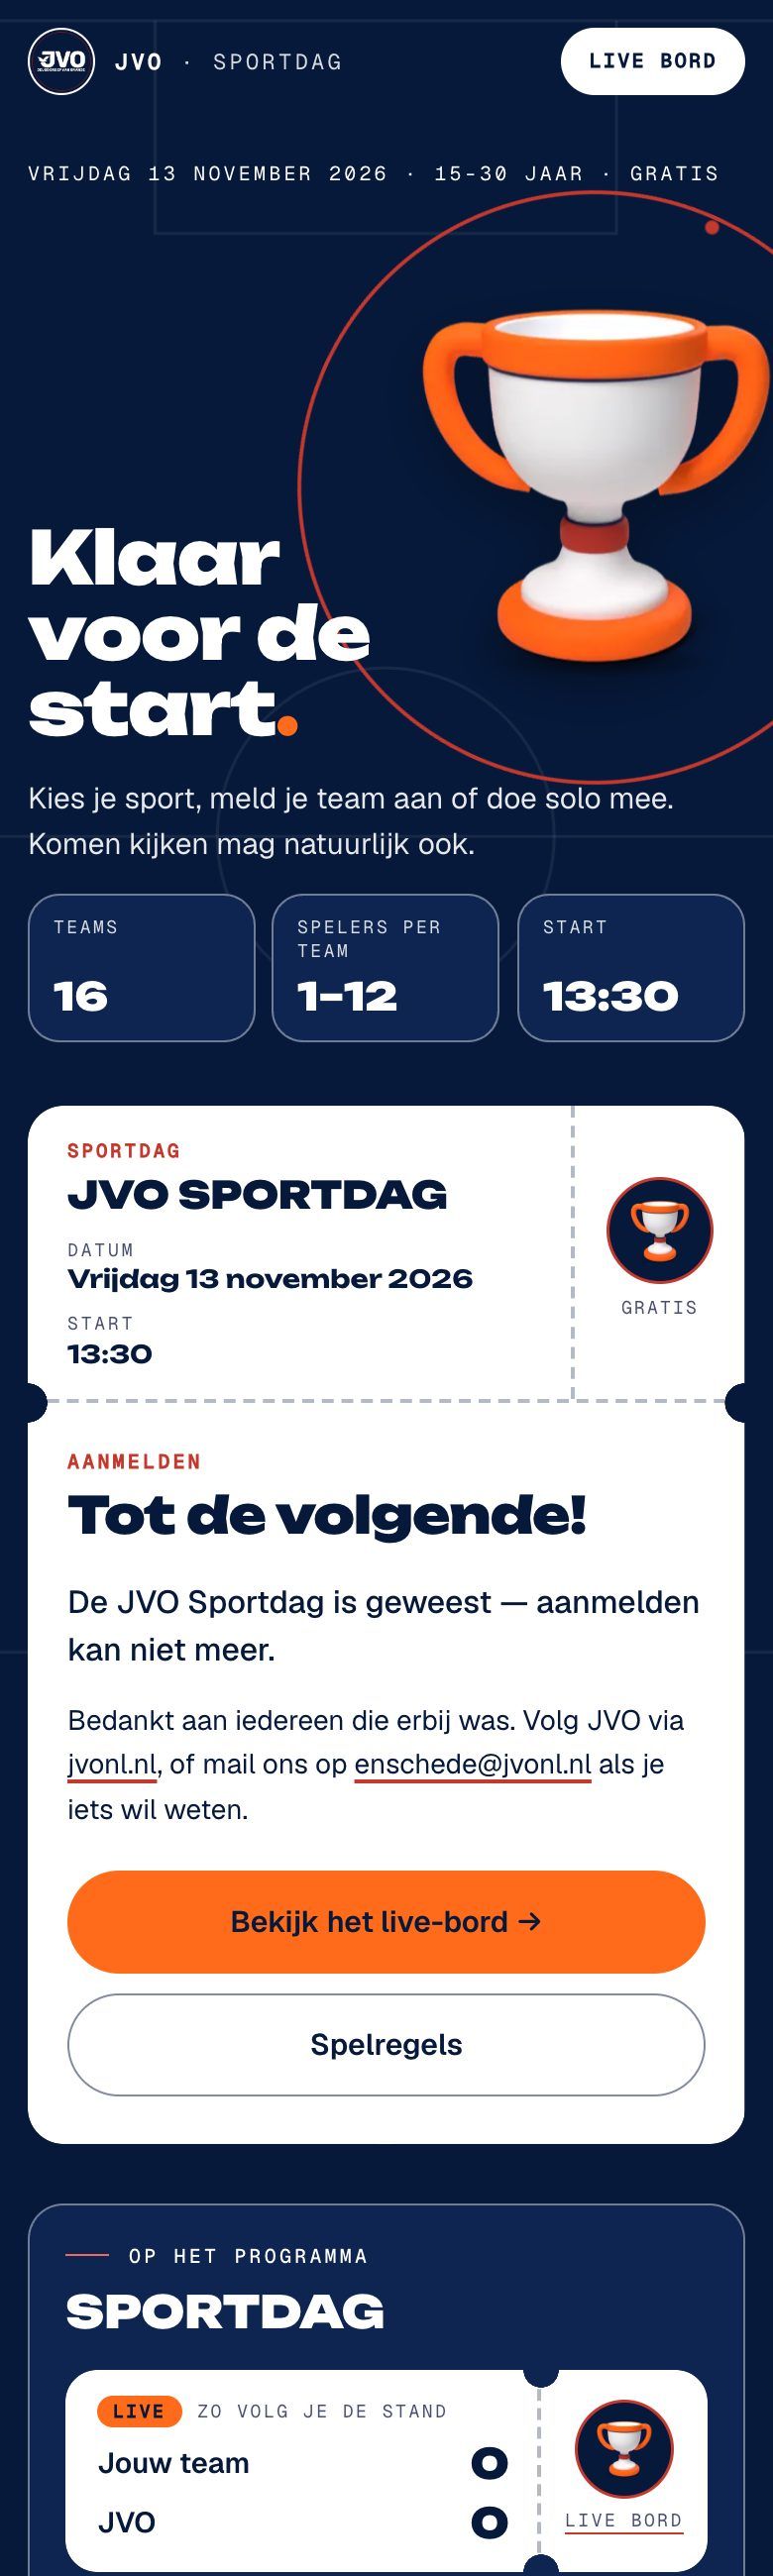 JVO
JVO · SPORTDAG
LIVE BORD
VRIJDAG 13 NOVEMBER 2026 · 15-30 JAAR · GRATIS
Klaar
voor de
start.
Kies je sport, meld je team aan of doe solo mee.
Komen kijken mag natuurlijk ook.
TEAMS
16
SPELERS PER
TEAM
1–12
START
13:30
SPORTDAG
JVO SPORTDAG
DATUM
Vrijdag 13 november 2026
START
13:30
GRATIS
AANMELDEN
Tot de volgende!
De JVO Sportdag is geweest — aanmelden
kan niet meer.
Bedankt aan iedereen die erbij was. Volg JVO via
jvonl.nl, of mail ons op enschede@jvonl.nl als je
iets wil weten.
Bekijk het live-bord →
Spelregels
OP HET PROGRAMMA
SPORTDAG
LIVE ZO VOLG JE DE STAND
Jouw team 0
JVO 0
LIVE BORD